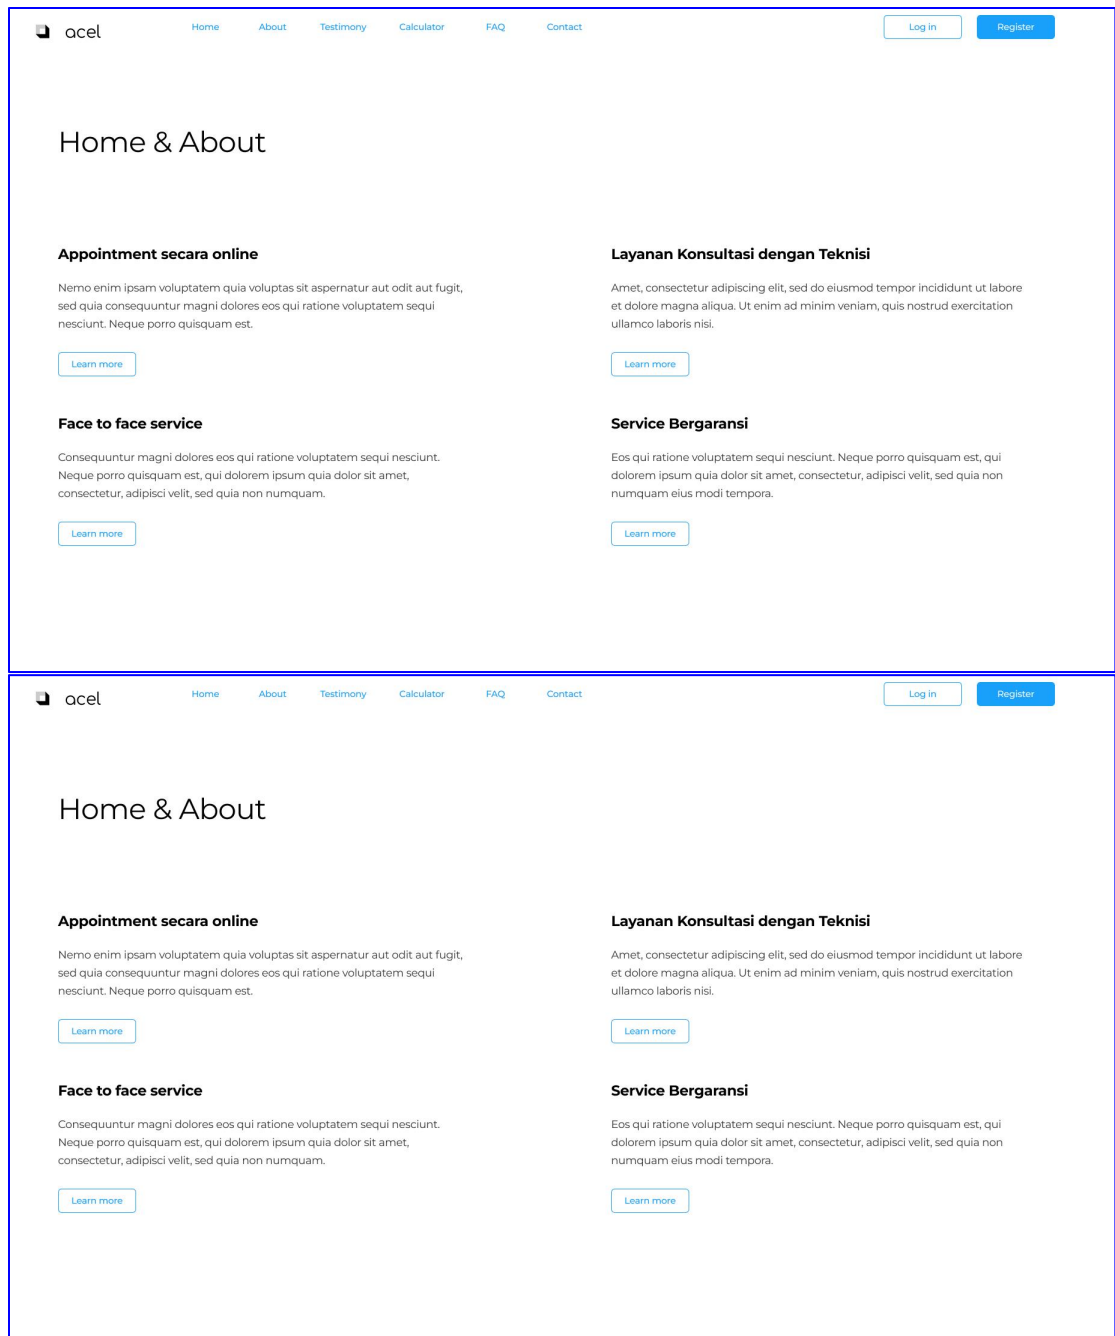 acel
Home About Testimony Calculator FAQ Contact Log in Register
Home & About
Appointment secara online
Nemo enim ipsam voluptatem quia voluptas sit aspernatur aut odit aut fugit,
sed quia consequuntur magni dolores eos qui ratione voluptatem sequi
nesciunt. Neque porro quisquam est.
Learn more
Layanan Konsultasi dengan Teknisi
Amet, consectetur adipiscing elit, sed do eiusmod tempor incididunt ut labore
et dolore magna aliqua. Ut enim ad minim veniam, quis nostrud exercitation
ullamco laboris nisi.
Learn more
Face to face service
Consequuntur magni dolores eos qui ratione voluptatem sequi nesciunt.
Neque porro quisquam est, qui dolorem ipsum quia dolor sit amet,
consectetur, adipisci velit, sed quia non numquam.
Learn more
Service Bergaransi
Eos qui ratione voluptatem sequi nesciunt. Neque porro quisquam est, qui
dolorem ipsum quia dolor sit amet, consectetur, adipisci velit, sed quia non
numquam eius modi tempora.
Learn more
acel
Home About Testimony Calculator FAQ Contact Log in Register
Home & About
Appointment secara online
Nemo enim ipsam voluptatem quia voluptas sit aspernatur aut odit aut fugit,
sed quia consequuntur magni dolores eos qui ratione voluptatem sequi
nesciunt. Neque porro quisquam est.
Learn more
Layanan Konsultasi dengan Teknisi
Amet, consectetur adipiscing elit, sed do eiusmod tempor incididunt ut labore
et dolore magna aliqua. Ut enim ad minim veniam, quis nostrud exercitation
ullamco laboris nisi.
Learn more
Face to face service
Consequuntur magni dolores eos qui ratione voluptatem sequi nesciunt.
Neque porro quisquam est, qui dolorem ipsum quia dolor sit amet,
consectetur, adipisci velit, sed quia non numquam.
Learn more
Service Bergaransi
Eos qui ratione voluptatem sequi nesciunt. Neque porro quisquam est, qui
dolorem ipsum quia dolor sit amet, consectetur, adipisci velit, sed quia non
numquam eius modi tempora.
Learn more